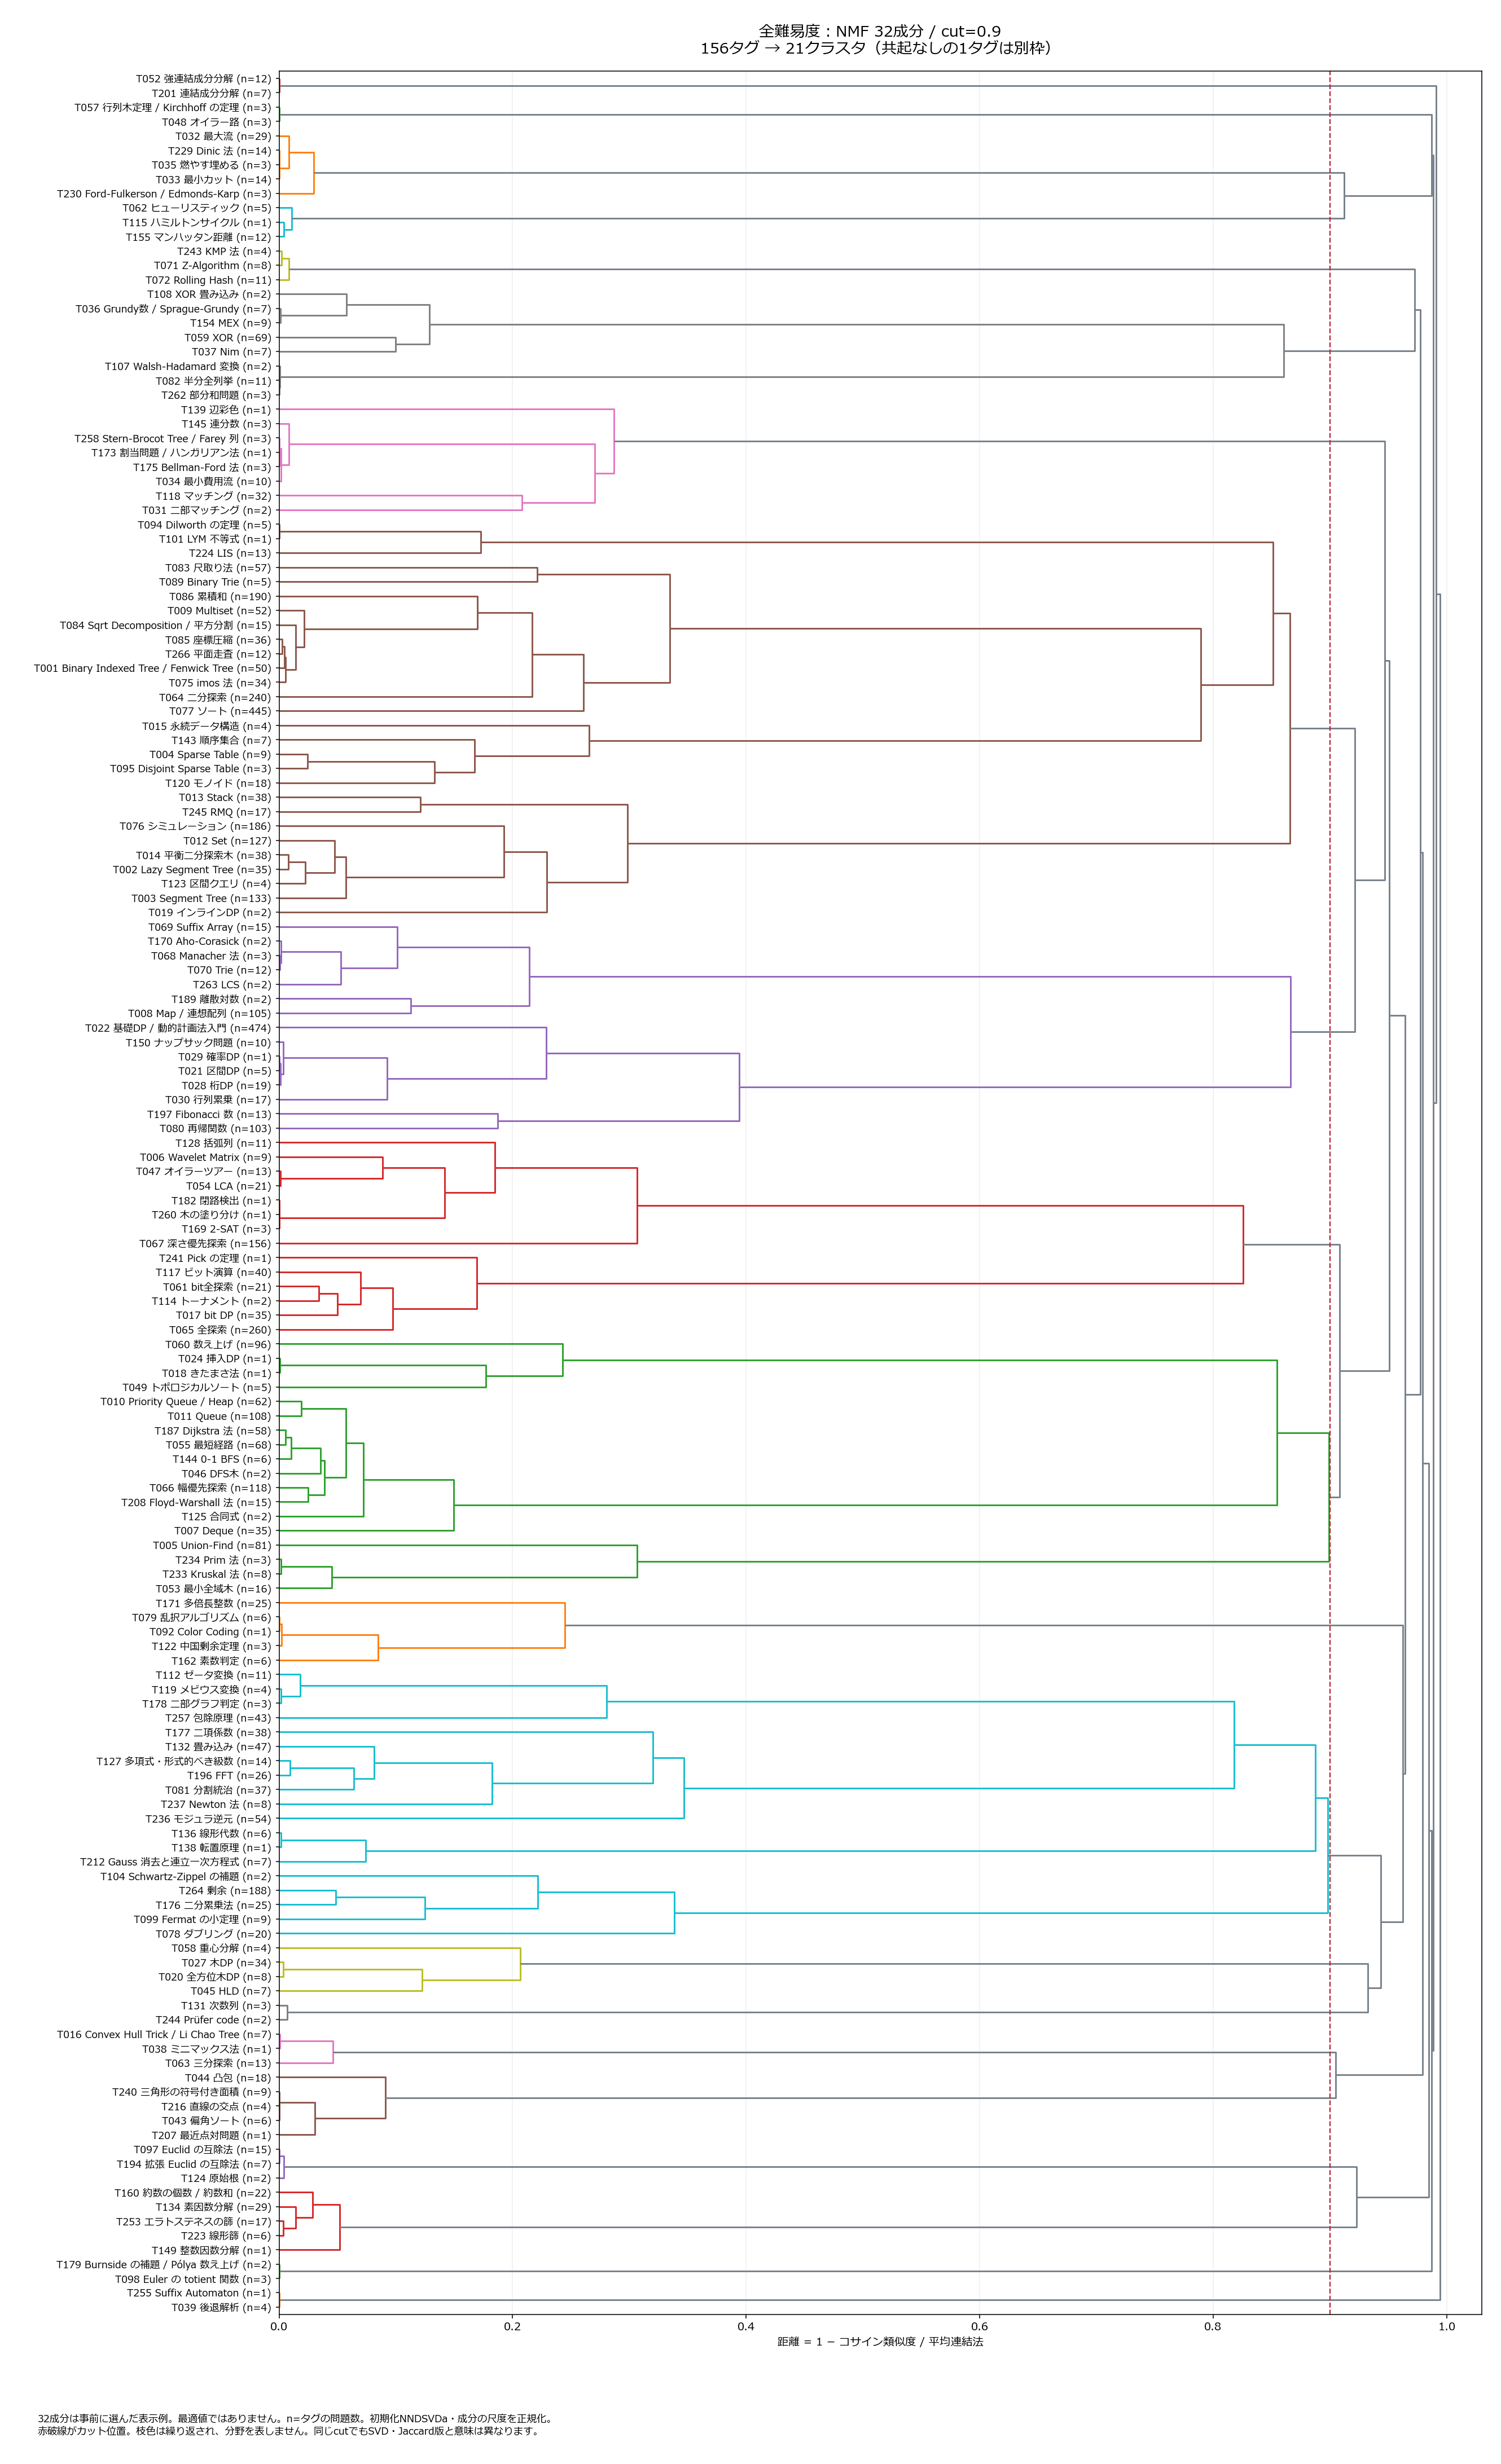 全難易度：NMF 32成分 / cut=0.9
156タグ → 21クラスタ（共起なしの1タグは別枠）
T052 強連結成分分解 (n=12)
T201 連結成分分解 (n=7)
T057 行列木定理 / Kirchhoff の定理 (n=3)
T048 オイラー路 (n=3)
T032 最大流 (n=29)
T229 Dinic 法 (n=14)
T035 燃やす埋める (n=3)
T033 最小カット (n=14)
T230 Ford-Fulkerson / Edmonds-Karp (n=3)
T062 ヒューリスティック (n=5)
T115 ハミルトンサイクル (n=1)
T155 マンハッタン距離 (n=12)
T243 KMP 法 (n=4)
T071 Z-Algorithm (n=8)
T072 Rolling Hash (n=11)
T108 XOR 畳み込み (n=2)
T036 Grundy数 / Sprague-Grundy (n=7)
T154 MEX (n=9)
T059 XOR (n=69)
T037 Nim (n=7)
T107 Walsh-Hadamard 変換 (n=2)
T082 半分全列挙 (n=11)
T262 部分和問題 (n=3)
T139 辺彩色 (n=1)
T145 連分数 (n=3)
T258 Stern-Brocot Tree / Farey 列 (n=3)
T173 割当問題 / ハンガリアン法 (n=1)
T175 Bellman-Ford 法 (n=3)
T034 最小費用流 (n=10)
T118 マッチング (n=32)
T031 二部マッチング (n=2)
T094 Dilworth の定理 (n=5)
T101 LYM 不等式 (n=1)
T224 LIS (n=13)
T083 尺取り法 (n=57)
T089 Binary Trie (n=5)
T086 累積和 (n=190)
T009 Multiset (n=52)
T084 Sqrt Decomposition / 平方分割 (n=15)
T085 座標圧縮 (n=36)
T266 平面走査 (n=12)
T001 Binary Indexed Tree / Fenwick Tree (n=50)
T075 imos 法 (n=34)
T064 二分探索 (n=240)
T077 ソート (n=445)
T015 永続データ構造 (n=4)
T143 順序集合 (n=7)
T004 Sparse Table (n=9)
T095 Disjoint Sparse Table (n=3)
T120 モノイド (n=18)
T013 Stack (n=38)
T245 RMQ (n=17)
T076 シミュレーション (n=186)
T012 Set (n=127)
T014 平衡二分探索木 (n=38)
T002 Lazy Segment Tree (n=35)
T123 区間クエリ (n=4)
T003 Segment Tree (n=133)
T019 インラインDP (n=2)
T069 Suffix Array (n=15)
T170 Aho-Corasick (n=2)
T068 Manacher 法 (n=3)
T070 Trie (n=12)
T263 LCS (n=2)
T189 離散対数 (n=2)
T008 Map / 連想配列 (n=105)
T022 基礎DP / 動的計画法入門 (n=474)
T150 ナップサック問題 (n=10)
T029 確率DP (n=1)
T021 区間DP (n=5)
T028 桁DP (n=19)
T030 行列累乗 (n=17)
T197 Fibonacci 数 (n=13)
T080 再帰関数 (n=103)
T128 括弧列 (n=11)
T006 Wavelet Matrix (n=9)
T047 オイラーツアー (n=13)
T054 LCA (n=21)
T182 閉路検出 (n=1)
T260 木の塗り分け (n=1)
T169 2-SAT (n=3)
T067 深さ優先探索 (n=156)
T241 Pick の定理 (n=1)
T117 ビット演算 (n=40)
T061 bit全探索 (n=21)
T114 トーナメント (n=2)
T017 bit DP (n=35)
T065 全探索 (n=260)
T060 数え上げ (n=96)
T024 挿入DP (n=1)
T018 きたまさ法 (n=1)
T049 トポロジカルソート (n=5)
T010 Priority Queue / Heap (n=62)
T011 Queue (n=108)
T187 Dijkstra 法 (n=58)
T055 最短経路 (n=68)
T144 0-1 BFS (n=6)
T046 DFS木 (n=2)
T066 幅優先探索 (n=118)
T208 Floyd-Warshall 法 (n=15)
T125 合同式 (n=2)
T007 Deque (n=35)
T005 Union-Find (n=81)
T234 Prim 法 (n=3)
T233 Kruskal 法 (n=8)
T053 最小全域木 (n=16)
T171 多倍長整数 (n=25)
T079 乱択アルゴリズム (n=6)
T092 Color Coding (n=1)
T122 中国剰余定理 (n=3)
T162 素数判定 (n=6)
T112 ゼータ変換 (n=11)
T119 メビウス変換 (n=4)
T178 二部グラフ判定 (n=3)
T257 包除原理 (n=43)
T177 二項係数 (n=38)
T132 畳み込み (n=47)
T127 多項式・形式的べき級数 (n=14)
T196 FFT (n=26)
T081 分割統治 (n=37)
T237 Newton 法 (n=8)
T236 モジュラ逆元 (n=54)
T136 線形代数 (n=6)
T138 転置原理 (n=1)
T212 Gauss 消去と連立一次方程式 (n=7)
T104 Schwartz-Zippel の補題 (n=2)
T264 剰余 (n=188)
T176 二分累乗法 (n=25)
T099 Fermat の小定理 (n=9)
T078 ダブリング (n=20)
T058 重心分解 (n=4)
T027 木DP (n=34)
T020 全方位木DP (n=8)
T045 HLD (n=7)
T131 次数列 (n=3)
T244 Prüfer code (n=2)
T016 Convex Hull Trick / Li Chao Tree (n=7)
T038 ミニマックス法 (n=1)
T063 三分探索 (n=13)
T044 凸包 (n=18)
T240 三角形の符号付き面積 (n=9)
T216 直線の交点 (n=4)
T043 偏角ソート (n=6)
T207 最近点対問題 (n=1)
T097 Euclid の互除法 (n=15)
T194 拡張 Euclid の互除法 (n=7)
T124 原始根 (n=2)
T160 約数の個数 / 約数和 (n=22)
T134 素因数分解 (n=29)
T253 エラトステネスの篩 (n=17)
T223 線形篩 (n=6)
T149 整数因数分解 (n=1)
T179 Burnside の補題 / Pólya 数え上げ (n=2)
T098 Euler の totient 関数 (n=3)
T255 Suffix Automaton (n=1)
T039 後退解析 (n=4)
0.0 0.2 0.4 0.6 0.8 1.0
距離 = 1 − コサイン類似度 / 平均連結法
32成分は事前に選んだ表示例。最適値ではありません。n=タグの問題数。初期化NNDSVDa・成分の尺度を正規化。
赤破線がカット位置。枝色は繰り返され、分野を表しません。同じcutでもSVD・Jaccard版と意味は異なります。